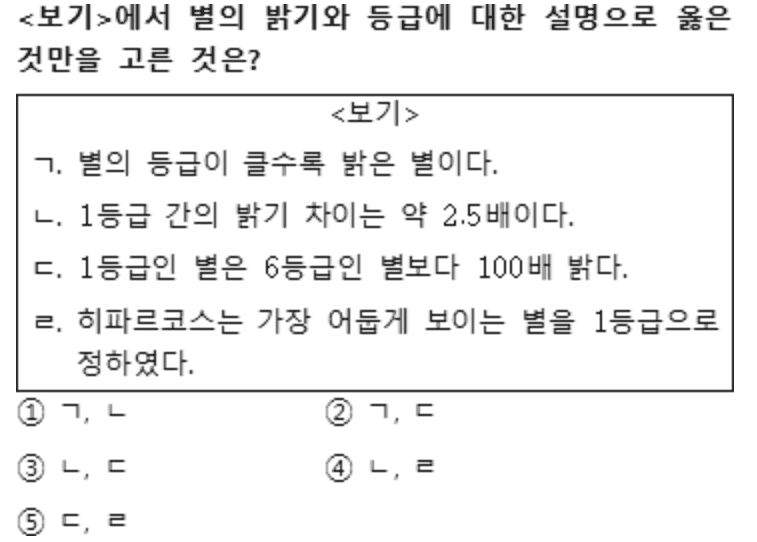 <보기>에서 별의 밝기와 등급에 대한 설명으로 옳은
것만을 고른 것은?
<보기>
ㄱ. 별의 등급이 클수록 밝은 별이다.
ㄴ. 1등급 간의 밝기 차이는 약 2.5배이다.
ㄷ. 1등급인 별은 6등급인 별보다 100배 밝다.
ㄹ. 히파르코스는 가장 어둡게 보이는 별을 1등급으로
정하였다.
① ㄱ, ㄴ ② ㄱ, ㄷ
③ ㄴ, ㄷ ④ ㄴ, ㄹ
⑤ ㄷ, ㄹ